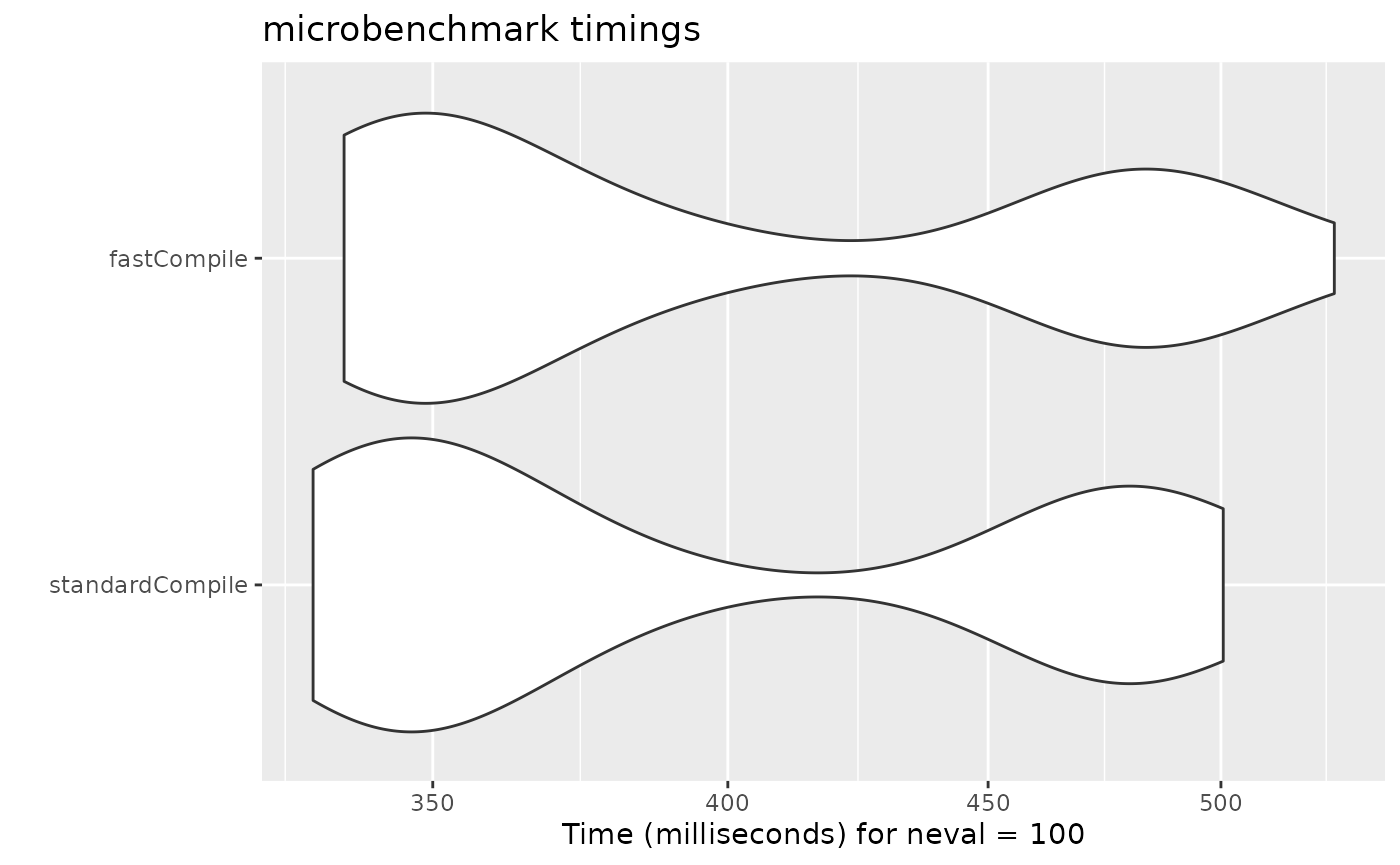 microbenchmark timings
fastCompile
standardCompile
350 400 450 500
Time (milliseconds) for neval = 100